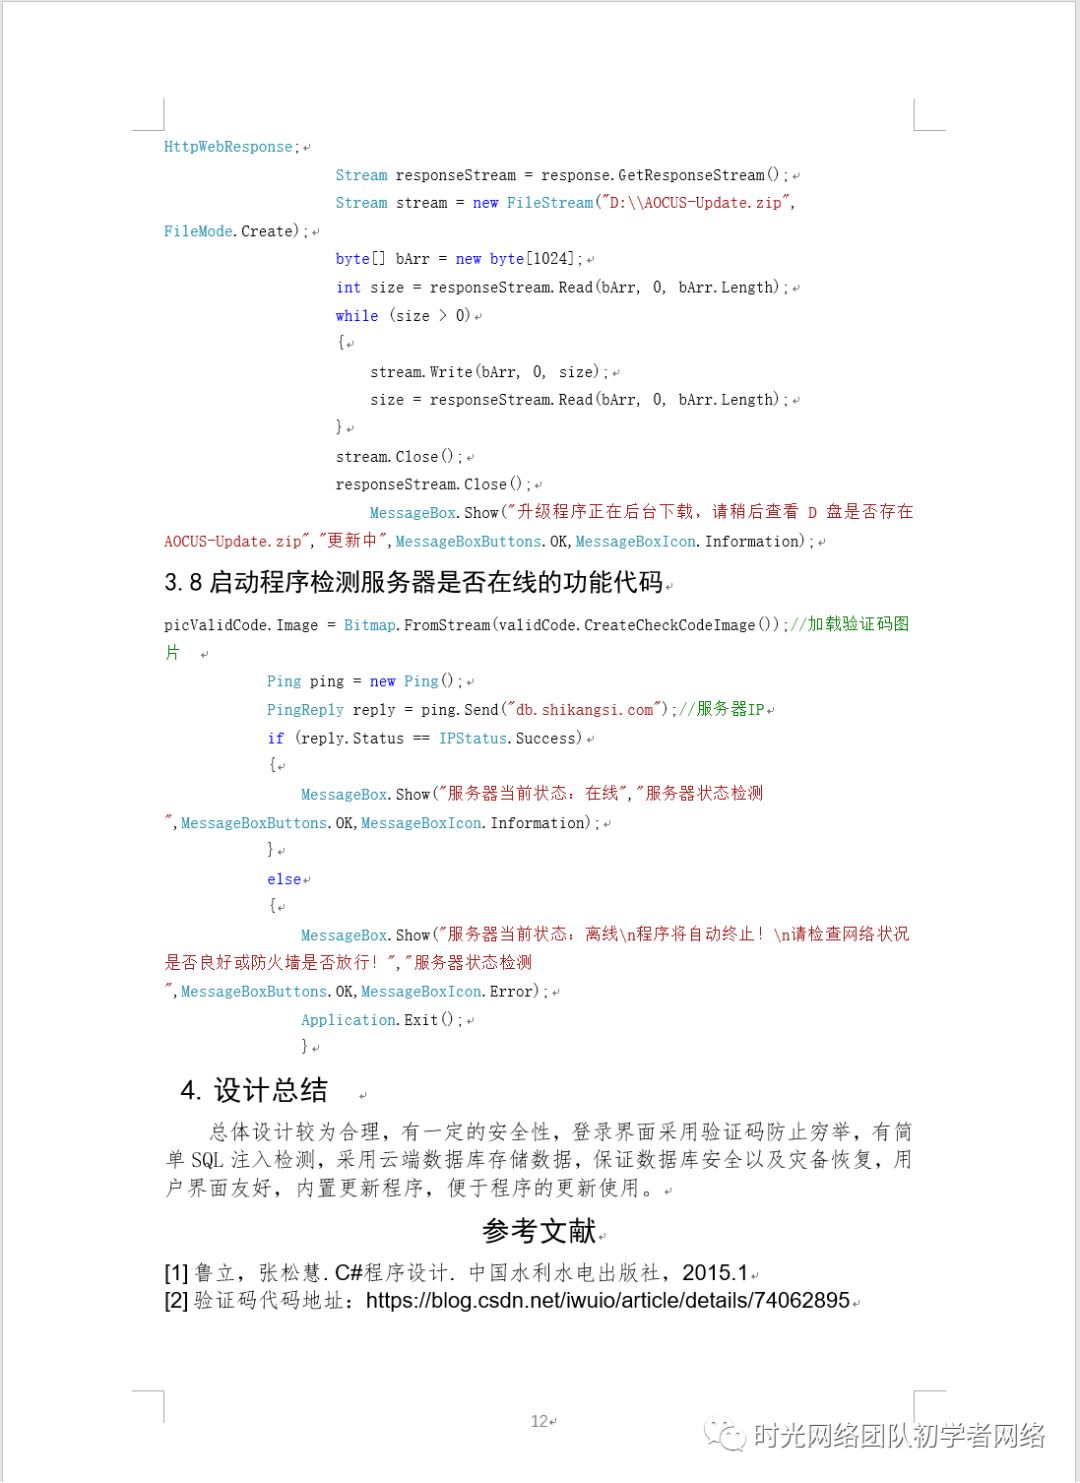 HttpWebResponse;
Stream responseStream = response.GetResponseStream();
Stream stream = new FileStream("D:\\AOCUS-Update.zip",
FileMode.Create);
byte[] bArr = new byte[1024];
int size = responseStream.Read(bArr, 0, bArr.Length);
while (size > 0)
{
stream.Write(bArr, 0, size);
size = responseStream.Read(bArr, 0, bArr.Length);
}
stream.Close();
responseStream.Close();
MessageBox.Show("升级程序正在后台下载，请稍后查看 D 盘是否存在
AOCUS-Update.zip","更新中",MessageBoxButtons.OK,MessageBoxIcon.Information);
3.8 启动程序检测服务器是否在线的功能代码
picValidCode.Image = Bitmap.FromStream(validCode.CreateCheckCodeImage());//加载验证码图
片
Ping ping = new Ping();
PingReply reply = ping.Send("db.shikangsi.com");//服务器IP
if (reply.Status == IPStatus.Success)
{
MessageBox.Show("服务器当前状态：在线","服务器状态检测
",MessageBoxButtons.OK,MessageBoxIcon.Information);
}
else
{
MessageBox.Show("服务器当前状态：离线\n程序将自动终止！\n请检查网络状况
是否良好或防火墙是否放行！","服务器状态检测
",MessageBoxButtons.OK,MessageBoxIcon.Error);
Application.Exit();
}
4. 设计总结
总体设计较为合理，有一定的安全性，登录界面采用验证码防止穷举，有简
单 SQL 注入检测，采用云端数据库存储数据，保证数据库安全以及灾备恢复，用
户界面友好，内置更新程序，便于程序的更新使用。
参考文献
[1] 鲁立，张松慧. C#程序设计. 中国水利水电出版社，2015.1
[2] 验证码代码地址：https://blog.csdn.net/iwuio/article/details/74062895
12
时光网络团队初学者网络